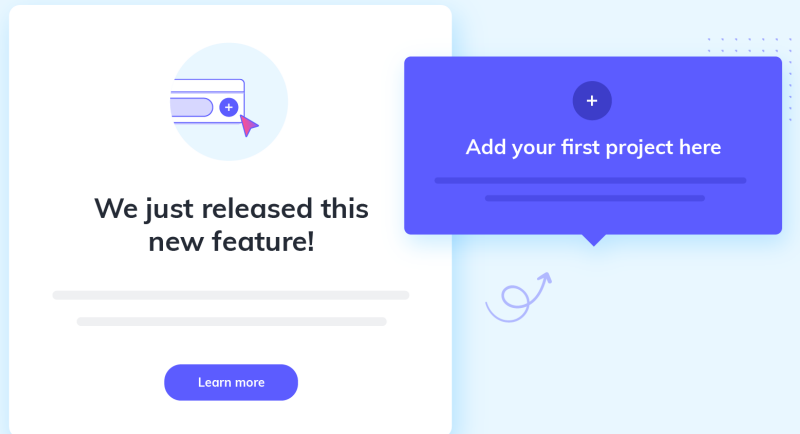 We just released this
new feature!
Learn more
Add your first project here